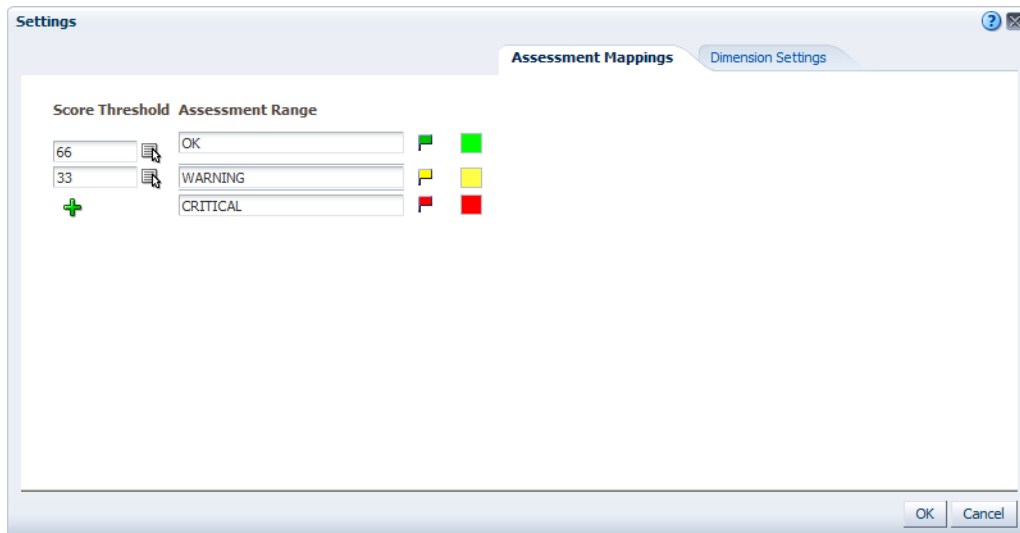 Settings
?
Assessment Mappings Dimension Settings
Score Threshold Assessment Range
66 OK
33 WARNING
CRITICAL
OK Cancel